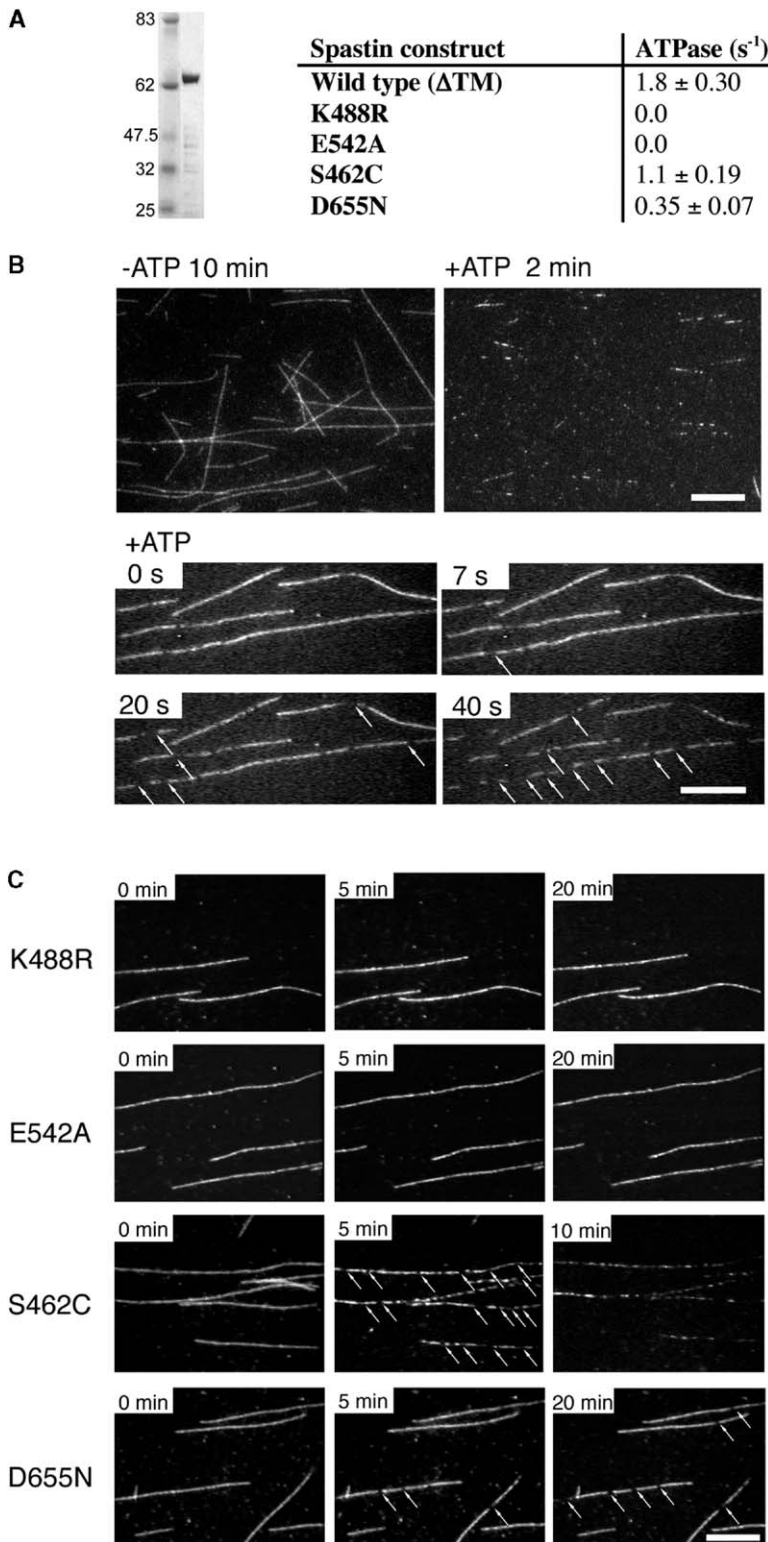 A
83
62
47.5
32
25
Spastin construct ATPase (s⁻¹)
Wild type (ΔTM) 1.8 ± 0.30
K488R 0.0
E542A 0.0
S462C 1.1 ± 0.19
D655N 0.35 ± 0.07
B
-ATP 10 min +ATP 2 min
+ATP
0 s 7 s
20 s 40 s
C
K488R 0 min 5 min 20 min
E542A 0 min 5 min 20 min
S462C 0 min 5 min 10 min
D655N 0 min 5 min 20 min